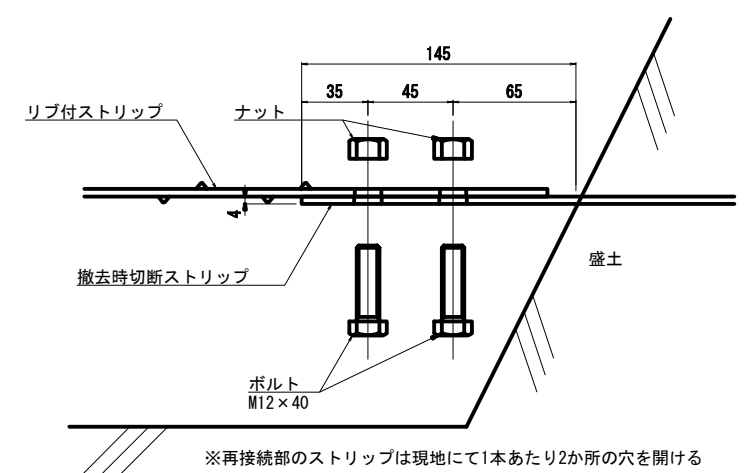 145
35
45
65
リブ付ストリップ
ナット
4
撤去時切断ストリップ
盛土
ボルト
M12×40
※再接続部のストリップは現地にて1本あたり2か所の穴を開ける